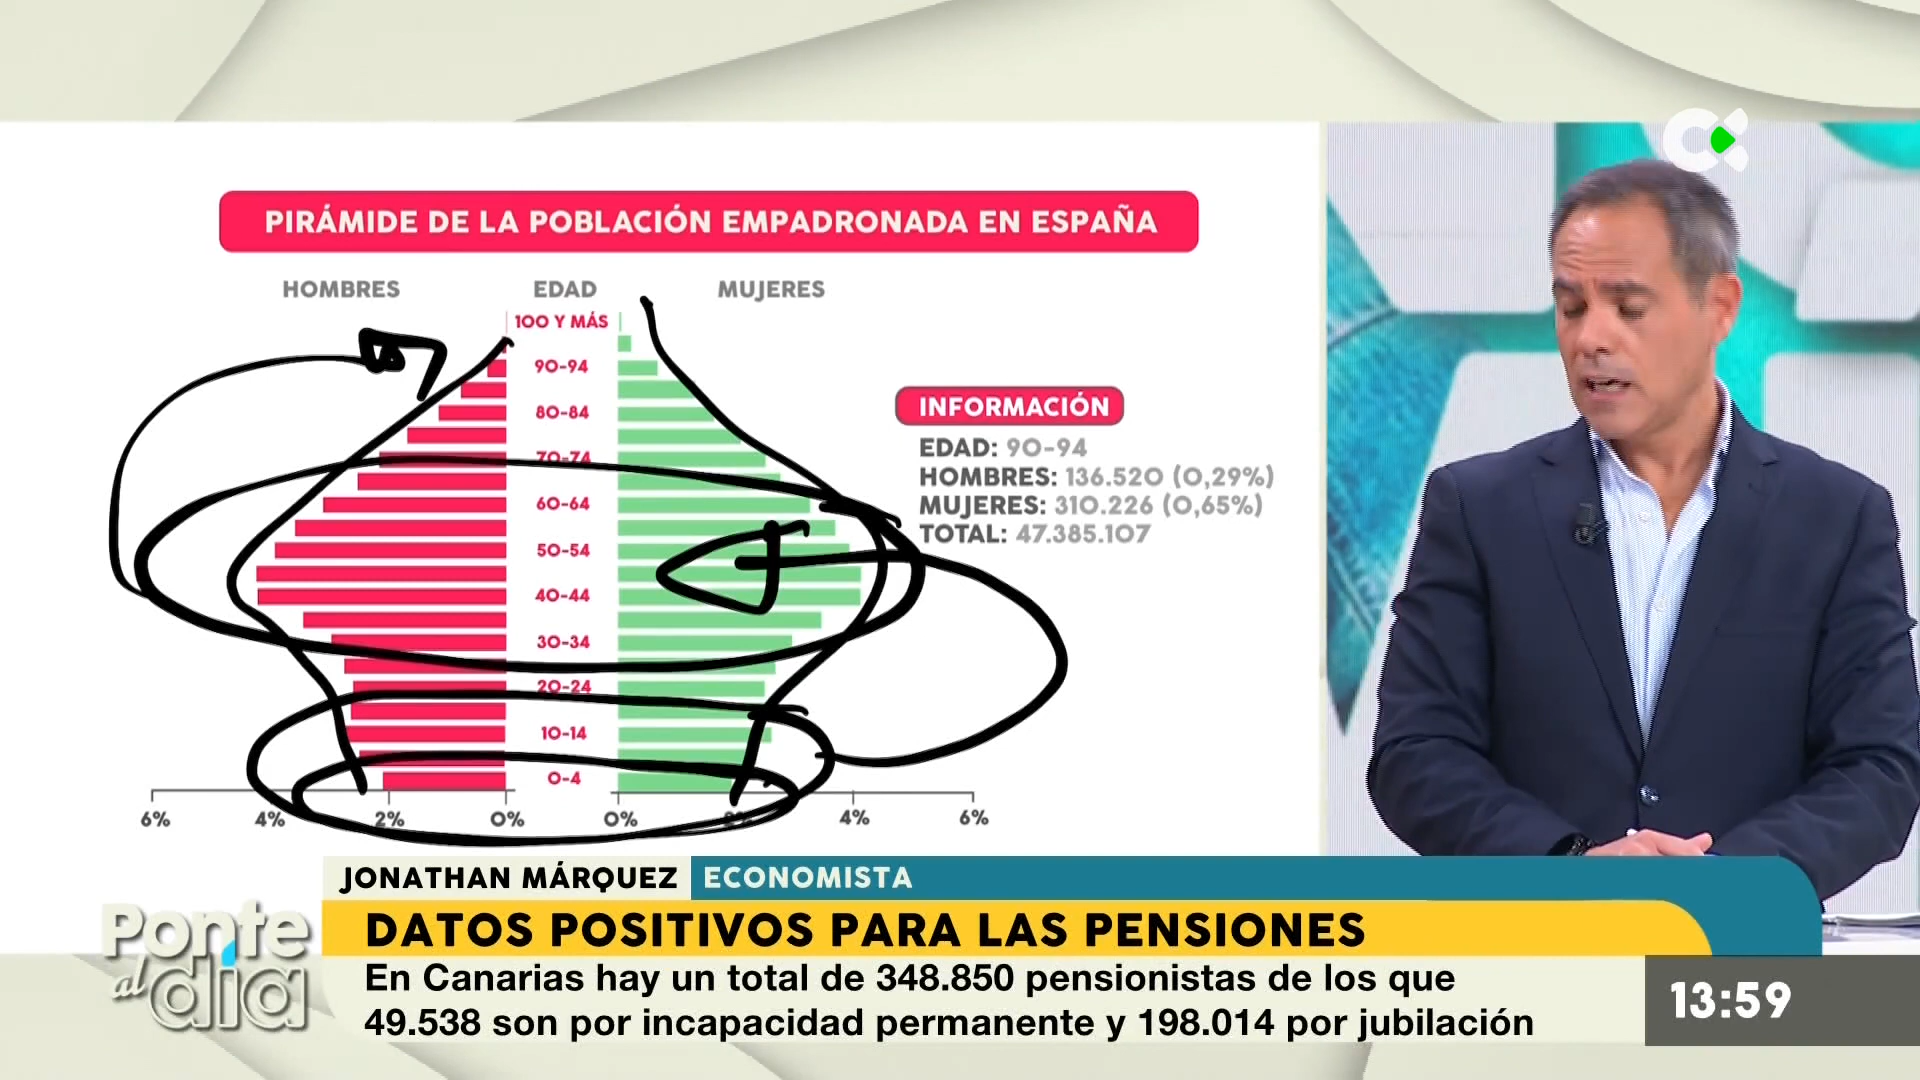 PIRÁMIDE DE LA POBLACIÓN EMPADRONADA EN ESPAÑA
HOMBRES EDAD MUJERES
100 Y MÁS
90-94
80-84
70-74
60-64
50-54
40-44
30-34
20-24
10-14
0-4
6% 4% 2% 0% 0% 2% 4% 6%
INFORMACIÓN
EDAD: 90-94
HOMBRES: 136.520 (0,29%)
MUJERES: 310.226 (0,65%)
TOTAL: 47.385.107
JONATHAN MÁRQUEZ ECONOMISTA
DATOS POSITIVOS PARA LAS PENSIONES
Ponte
al día
En Canarias hay un total de 348.850 pensionistas de los que
49.538 son por incapacidad permanente y 198.014 por jubilación
13:59